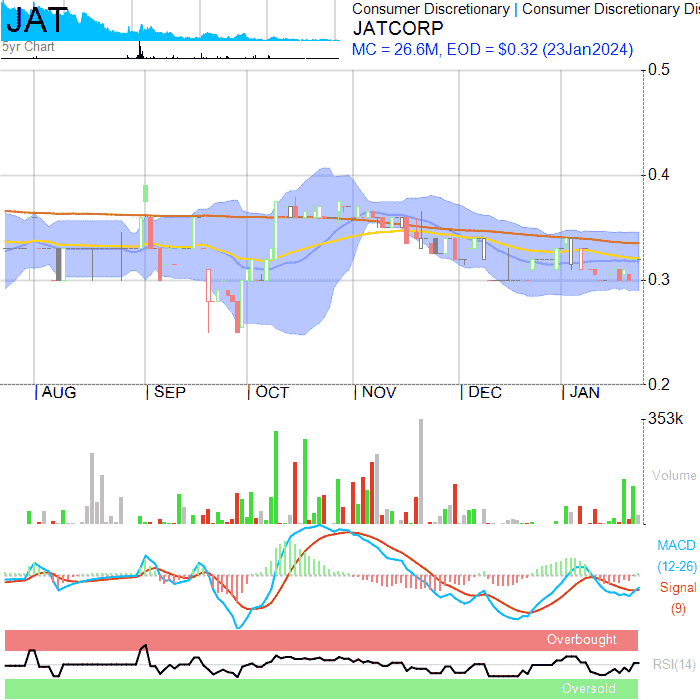 JAT
5yr Chart
Consumer Discretionary | Consumer Discretionary Dis
JATCORP
MC = 26.6M, EOD = $0.32 (23Jan2024)
0.5
0.4
0.3
0.2
AUG SEP OCT NOV DEC JAN
353k
Volume
MACD
(12-26)
Signal
(9)
Overbought
RSI(14)
Oversold